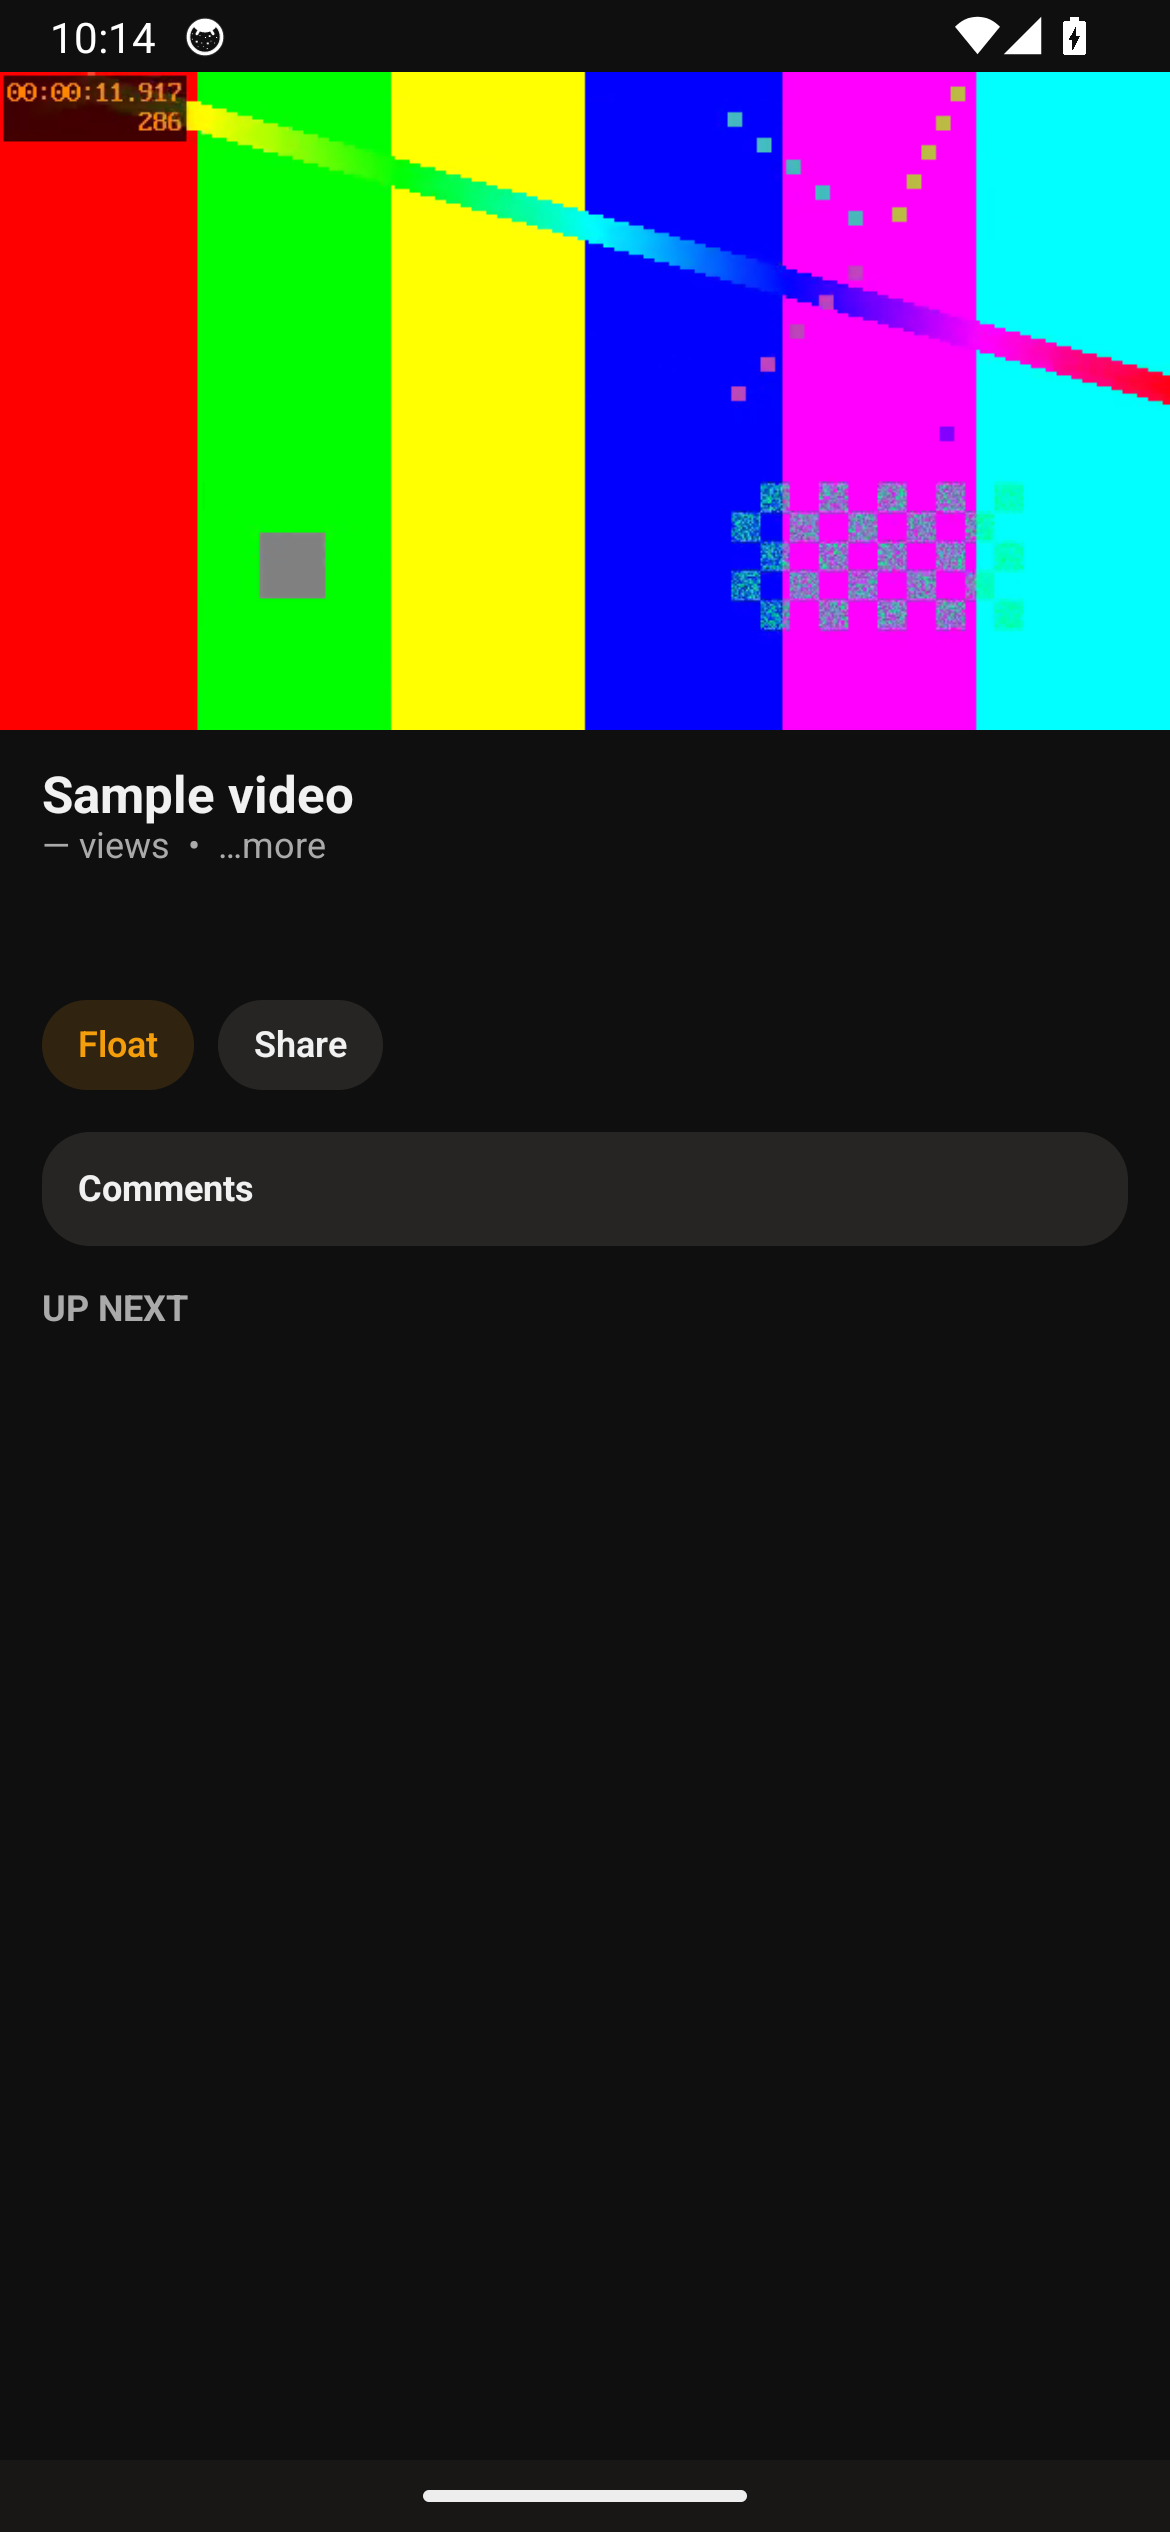 10:14
00:00:11.917
286
Sample video
— views • …more
Float
Share
Comments
UP NEXT